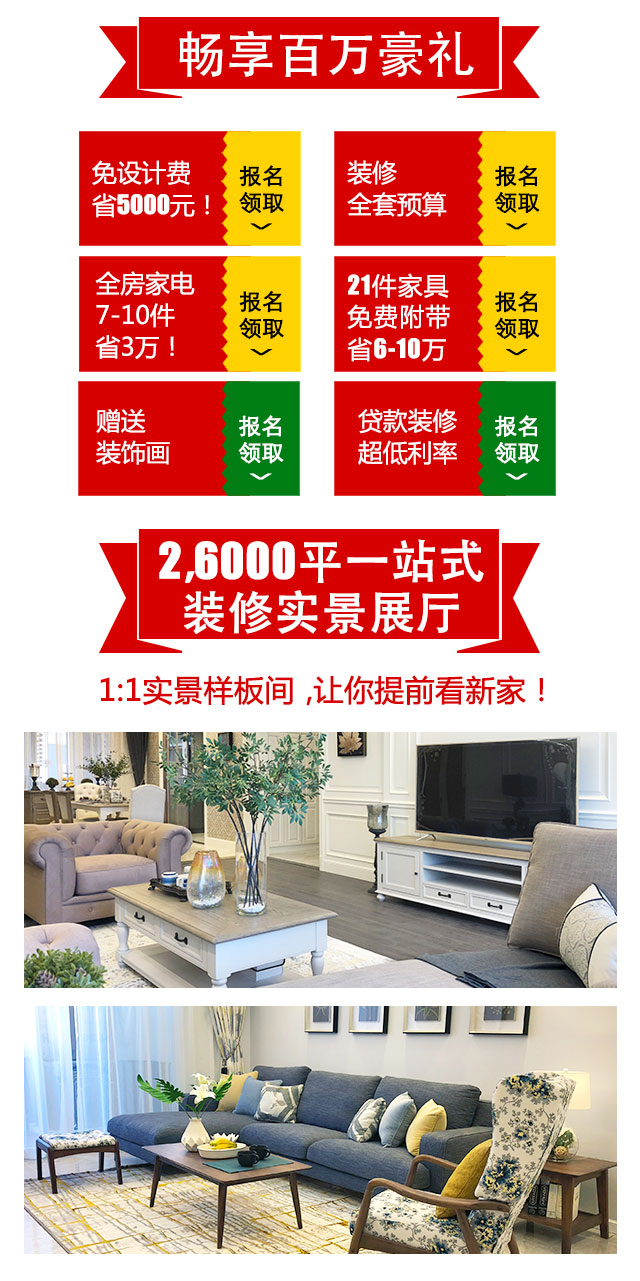 畅享百万豪礼
免设计费
省5000元！
报名
领取
装修
全套预算
报名
领取
全房家电
7-10件
省3万！
报名
领取
21件家具
免费附带
省6-10万
报名
领取
赠送
装饰画
报名
领取
贷款装修
超低利率
报名
领取
2,6000平一站式
装修实景展厅
1:1实景样板间 ,让你提前看新家！